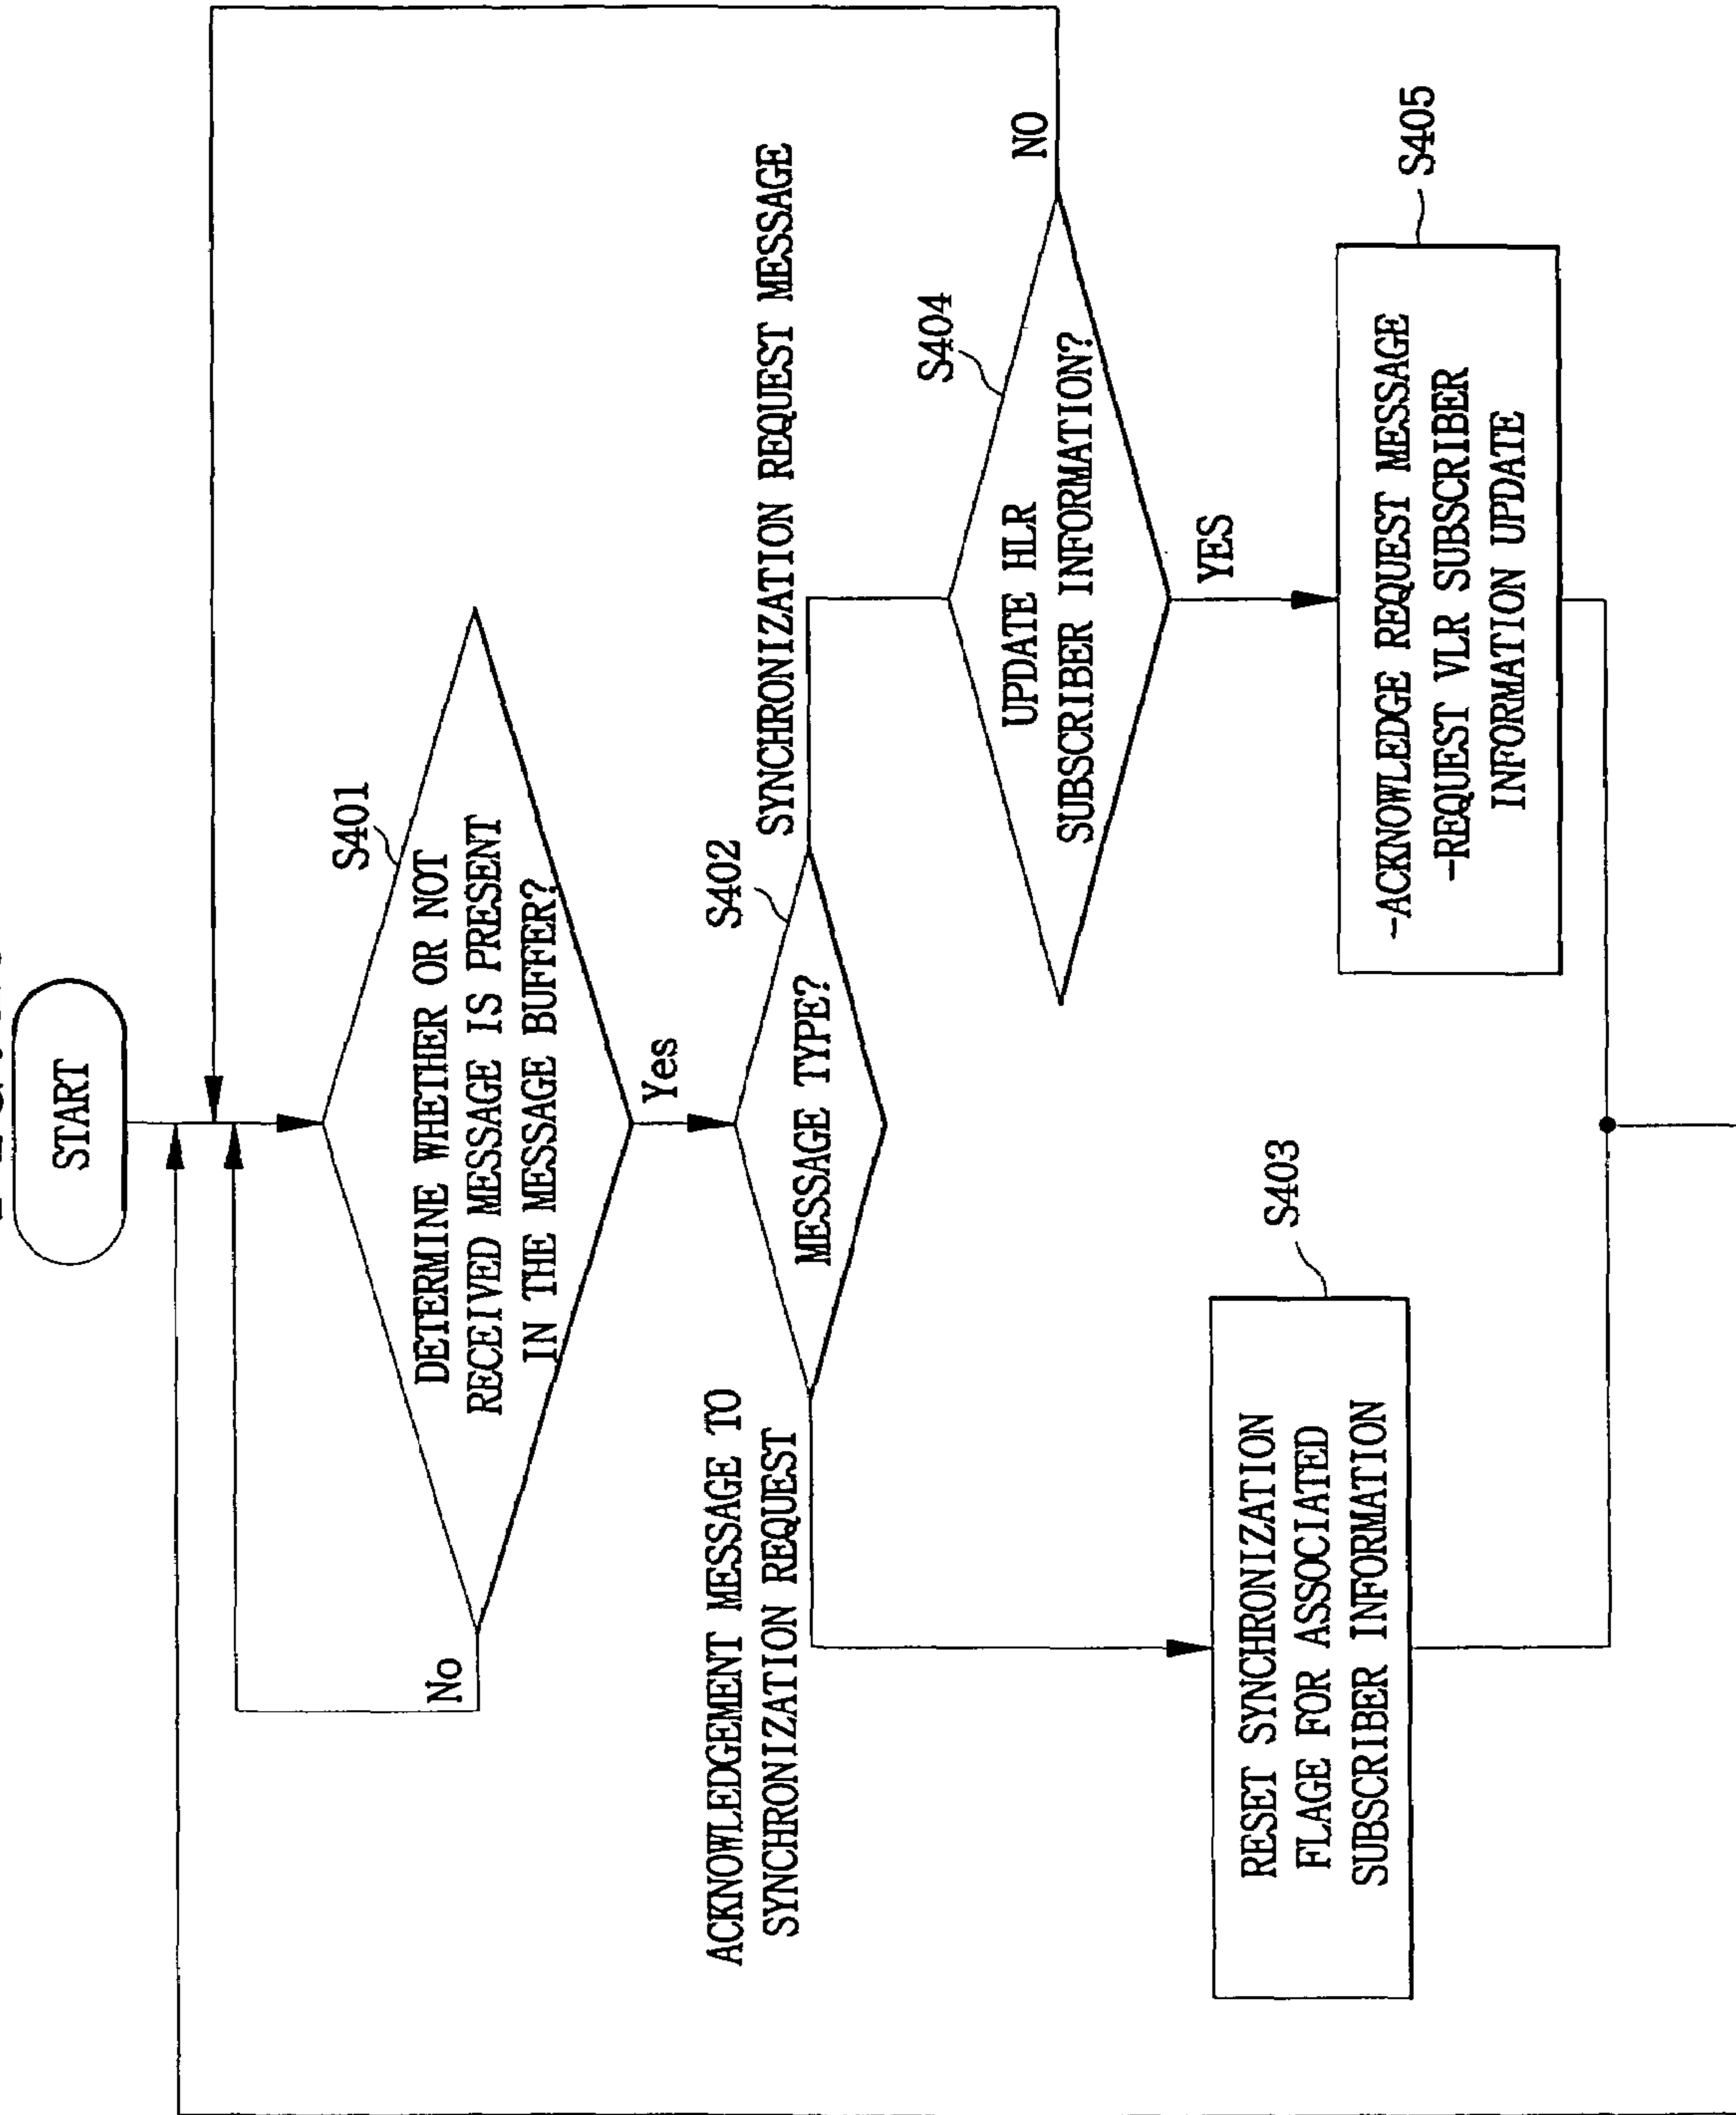 START
S401
DETERMINE WHETHER OR NOT
RECEIVED MESSAGE IS PRESENT
IN THE MESSAGE BUFFER?
No
Yes
S402
MESSAGE TYPE?
ACKNOWLEDGEMENT MESSAGE TO
SYNCHRONIZATION REQUEST
SYNCHRONIZATION REQUEST MESSAGE
S404
UPDATE HLR
SUBSCRIBER INFORMATION?
NO
YES
S403
RESET SYNCHRONIZATION
FLAGE FOR ASSOCIATED
SUBSCRIBER INFORMATION
S405
-ACKNOWLEDGE REQUEST MESSAGE
-REQUEST VLR SUBSCRIBER
INFORMATION UPDATE